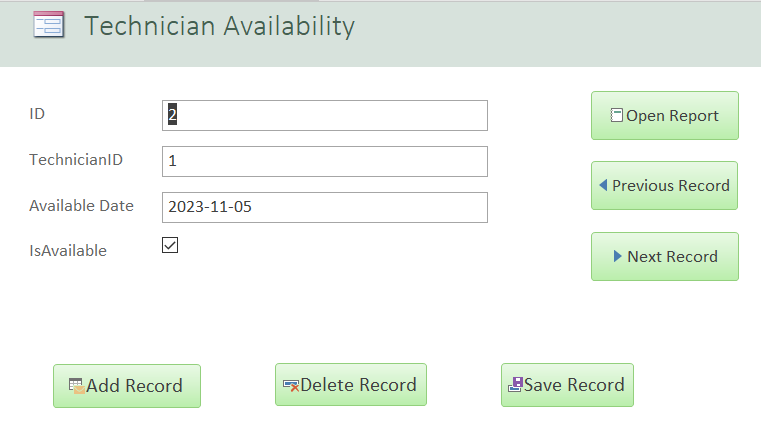 Technician Availability
ID
2
TechnicianID
1
Available Date
2023-11-05
IsAvailable
Open Report
Previous Record
Next Record
Add Record
Delete Record
Save Record